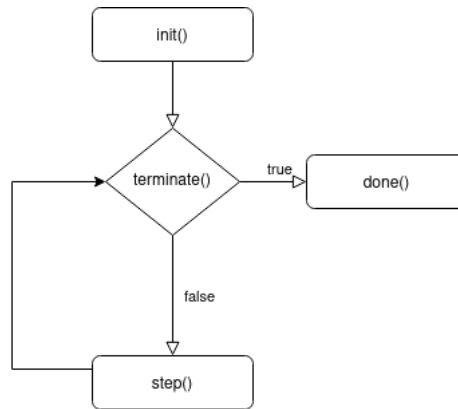 init()
terminate()
true
done()
false
step()